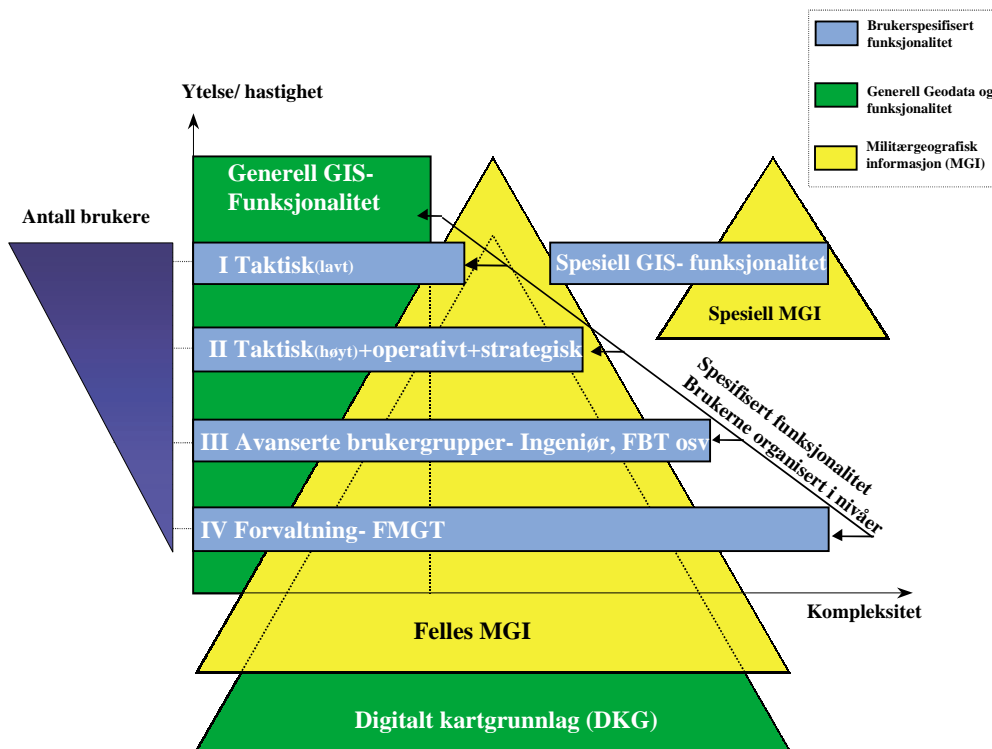 Brukerspesifisert
funksjonalitet
Ytelse/ hastighet
Generell Geodata og
funksjonalitet
Militærgeografisk
informasjon (MGI)
Generell GIS-
Funksjonalitet
Antall brukere
I Taktisk(lavt)
Spesiell GIS- funksjonalitet
Spesiell MGI
II Taktisk(høyt)+operativt+strategisk
Spesifisert funksjonalitet
Brukerne organisert i nivåer
III Avanserte brukergrupper- Ingeniør, FBT osv
IV Forvaltning- FMGT
Kompleksitet
Felles MGI
Digitalt kartgrunnlag (DKG)